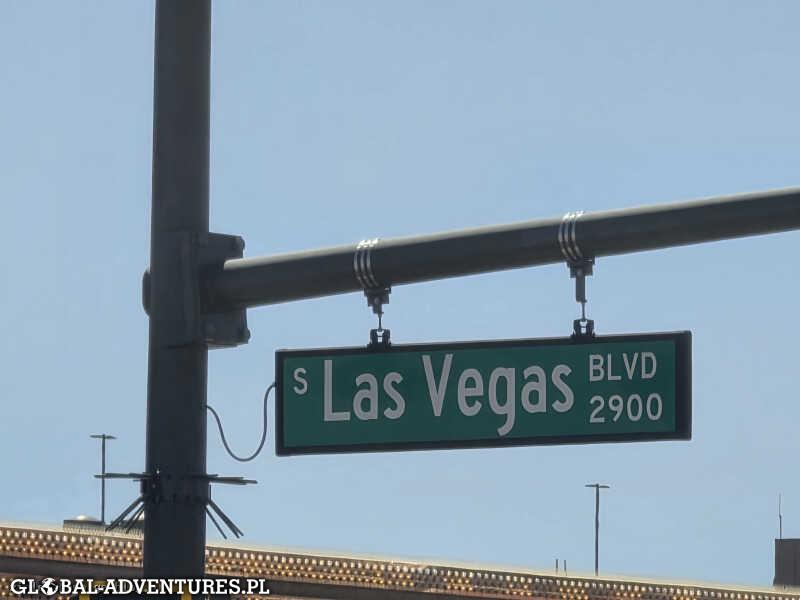 S Las Vegas BLVD
2900
GLOBAL-ADVENTURES.PL